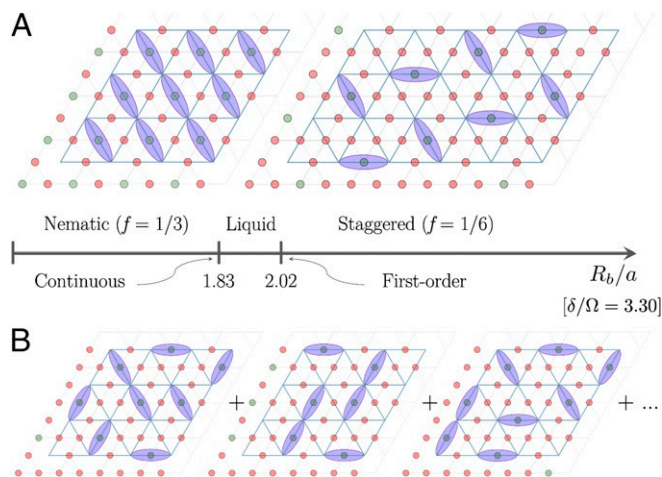 A
Nematic (f = 1/3) Liquid Staggered (f = 1/6)
Continuous 1.83 2.02 First-order R_b/a
[δ/Ω = 3.30]
B
+ + + ...